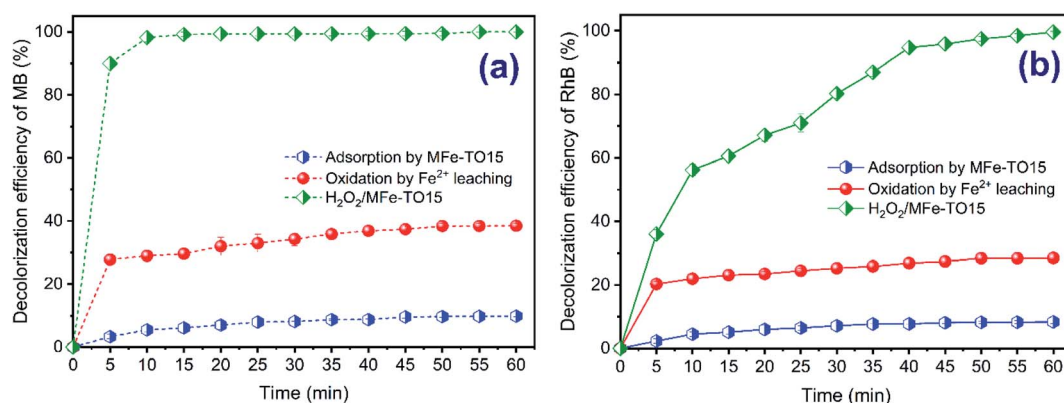 Decolorization efficiency of MB (%)
100
80
60
40
20
0
(a)
Adsorption by MFe-TO15
Oxidation by Fe²⁺ leaching
H₂O₂/MFe-TO15
0 5 10 15 20 25 30 35 40 45 50 55 60
Time (min)
Decolorization efficiency of RhB (%)
100
80
60
40
20
0
(b)
Adsorption by MFe-TO15
Oxidation by Fe²⁺ leaching
H₂O₂/MFe-TO15
0 5 10 15 20 25 30 35 40 45 50 55 60
Time (min)